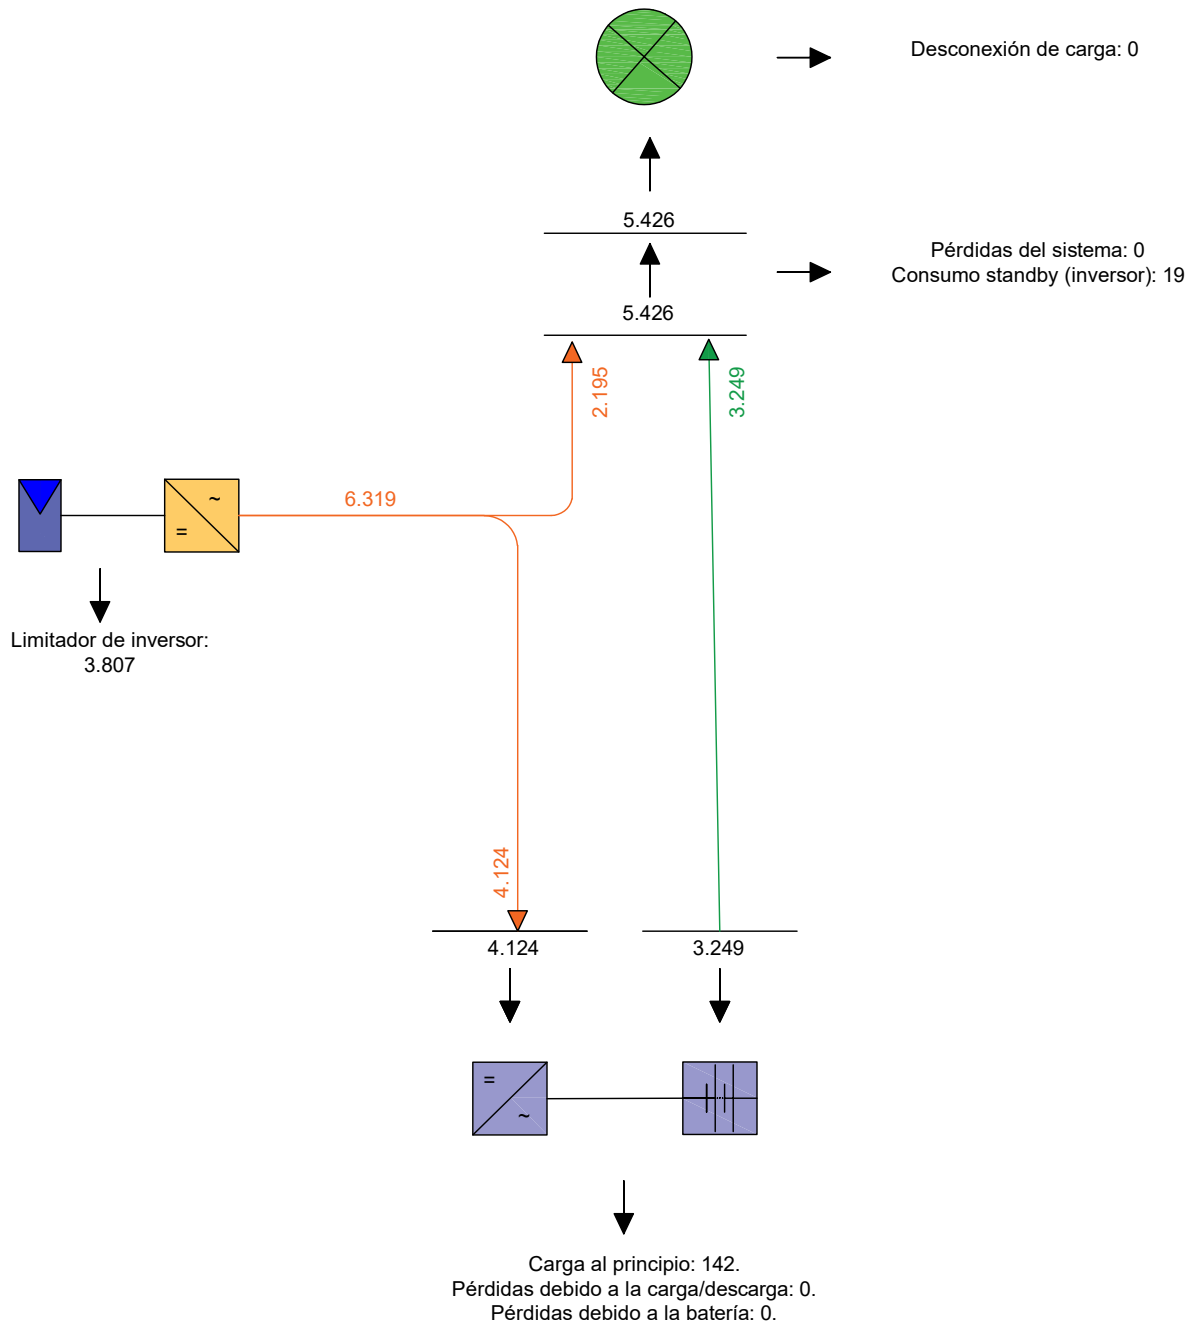 Desconexión de carga: 0
5.426
Pérdidas del sistema: 0
Consumo standby (inversor): 19
5.426
2.195
3.249
6.319
~
=
Limitador de inversor:
3.807
4.124
4.124
3.249
=
~
Carga al principio: 142.
Pérdidas debido a la carga/descarga: 0.
Pérdidas debido a la batería: 0.